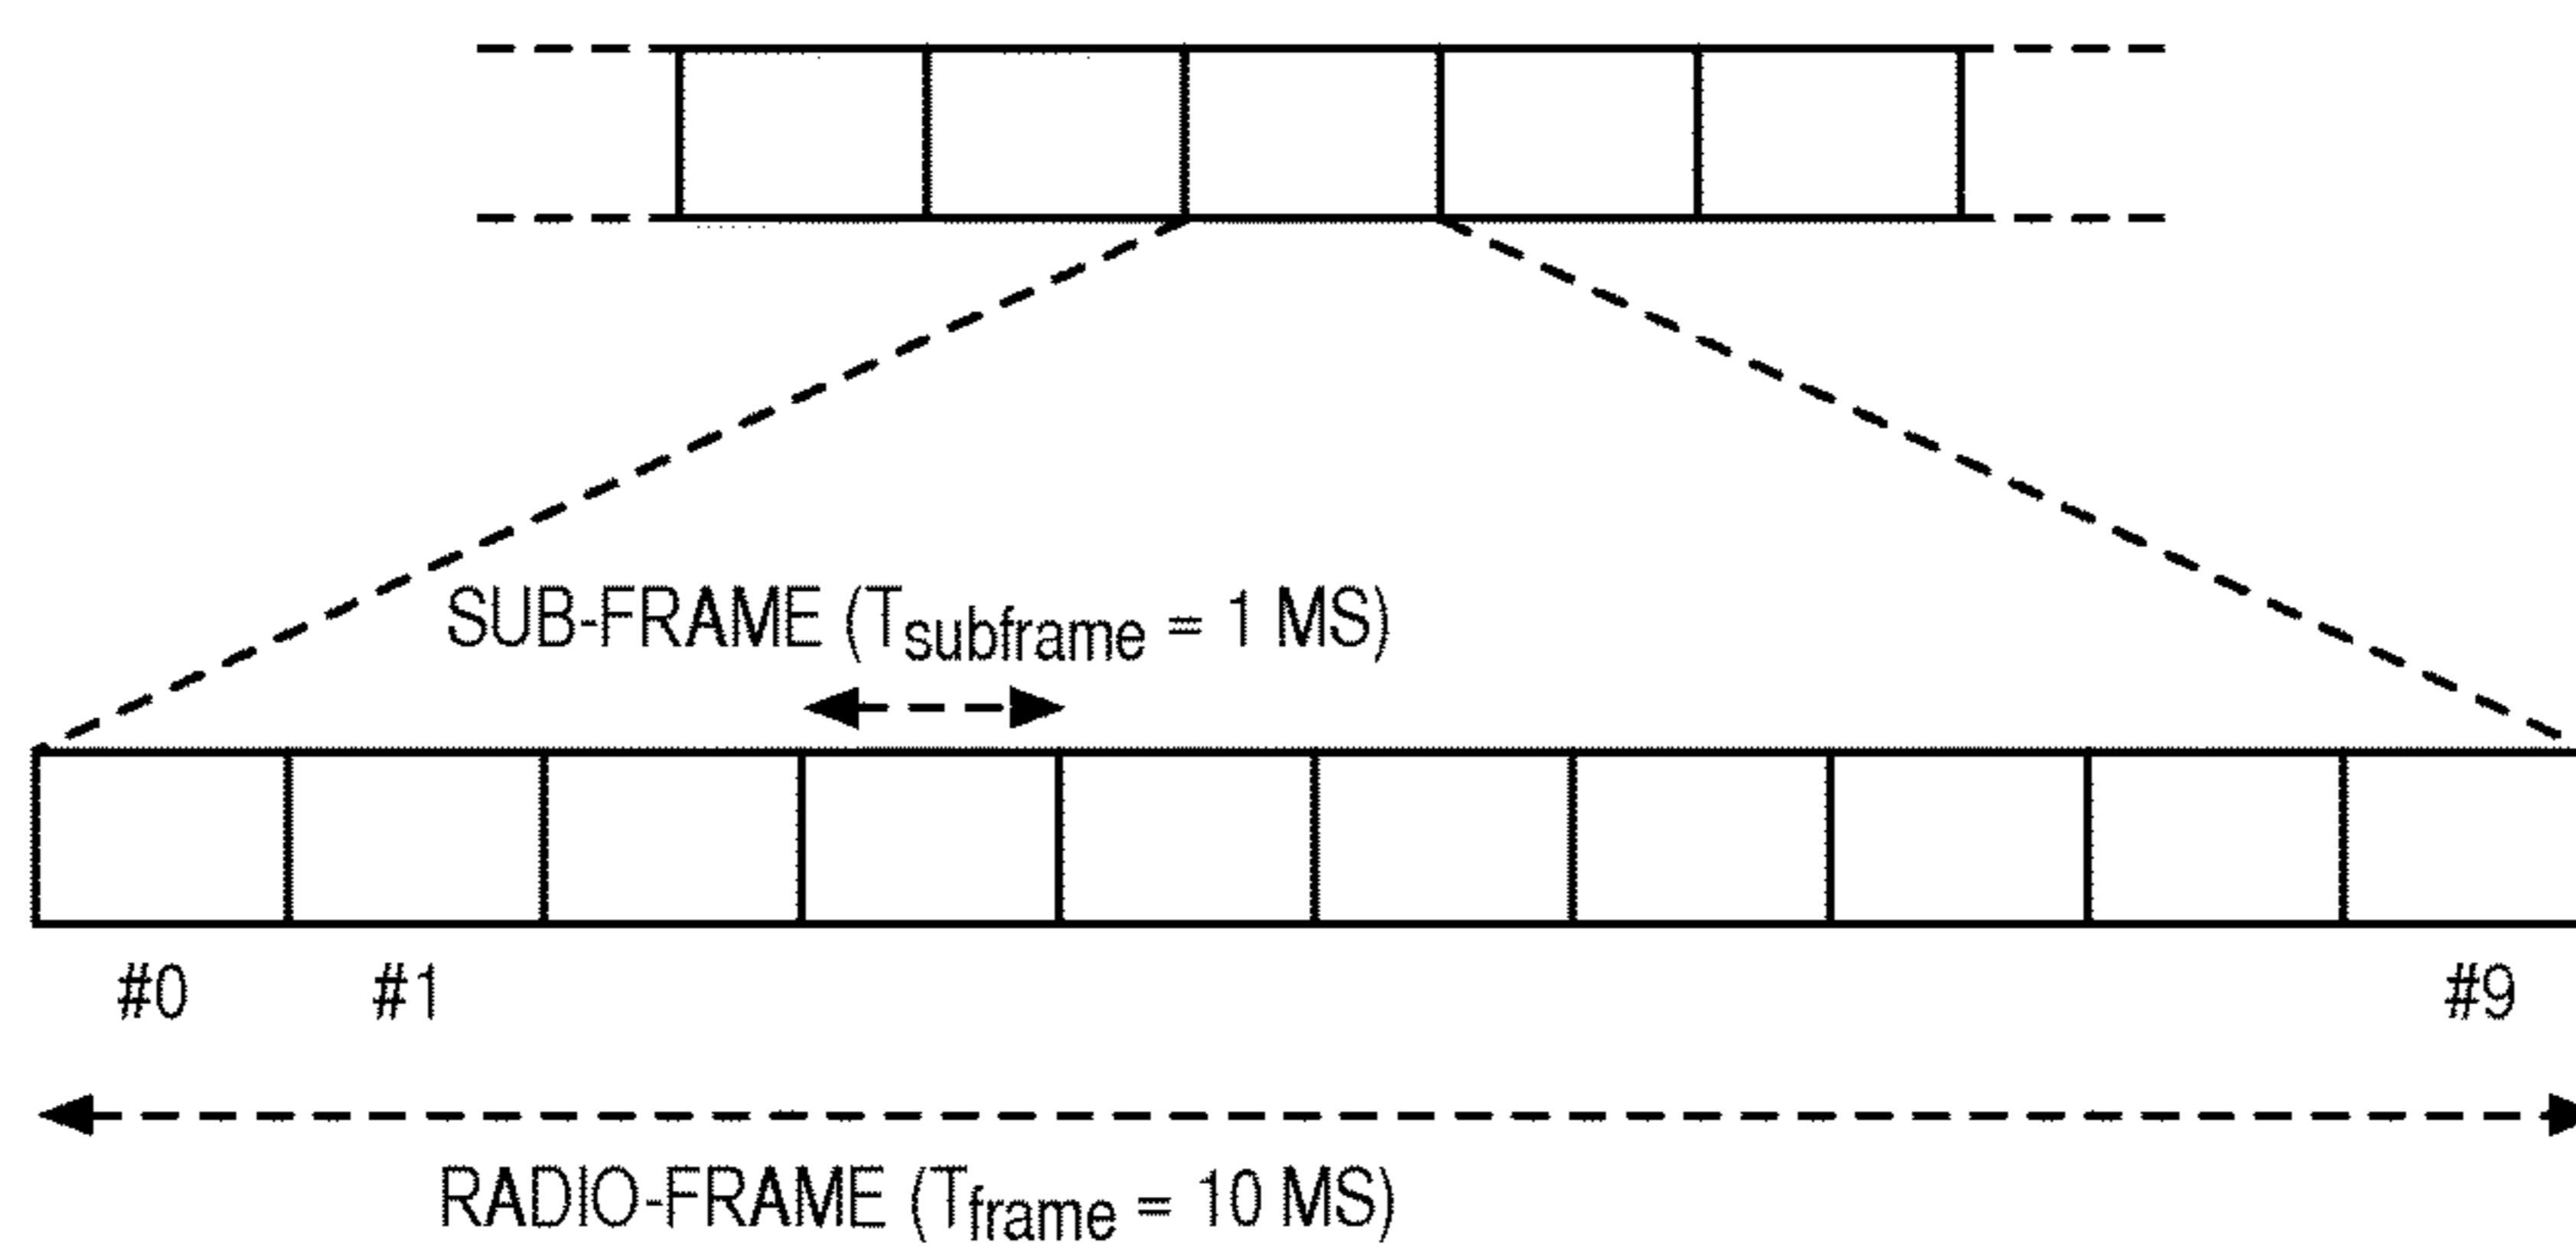 SUB-FRAME (Tsubframe = 1 MS)
#0 #1 #9
RADIO-FRAME (Tframe = 10 MS)